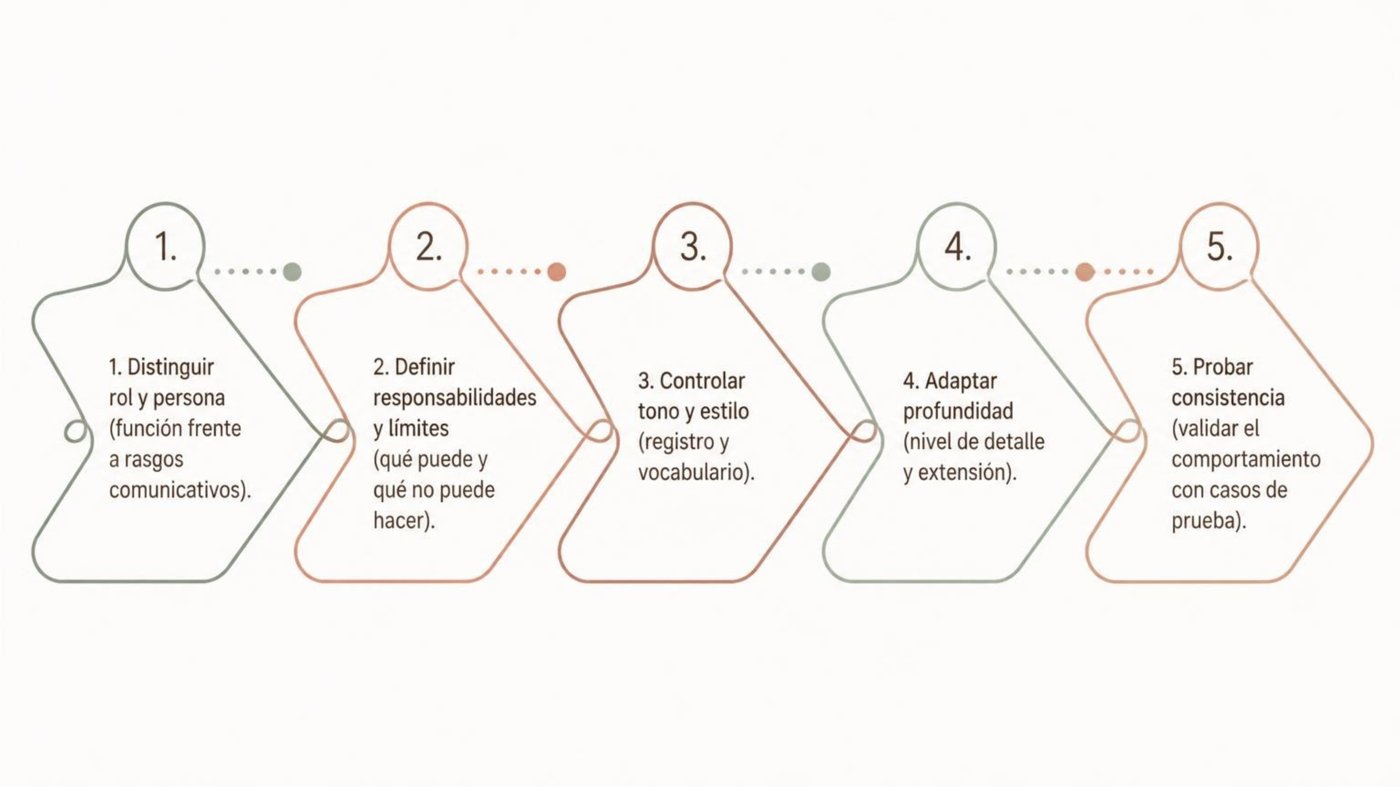 1.
2.
3.
4.
5.
1. Distinguir
rol y persona
(función frente
a rasgos
comunicativos).
2. Definir
responsabilidades
y límites
(qué puede y
qué no puede
hacer).
3. Controlar
tono y estilo
(registro y
vocabulario).
4. Adaptar
profundidad
(nivel de detalle
y extensión).
5. Probar
consistencia
(validar el
comportamiento
con casos de
prueba).